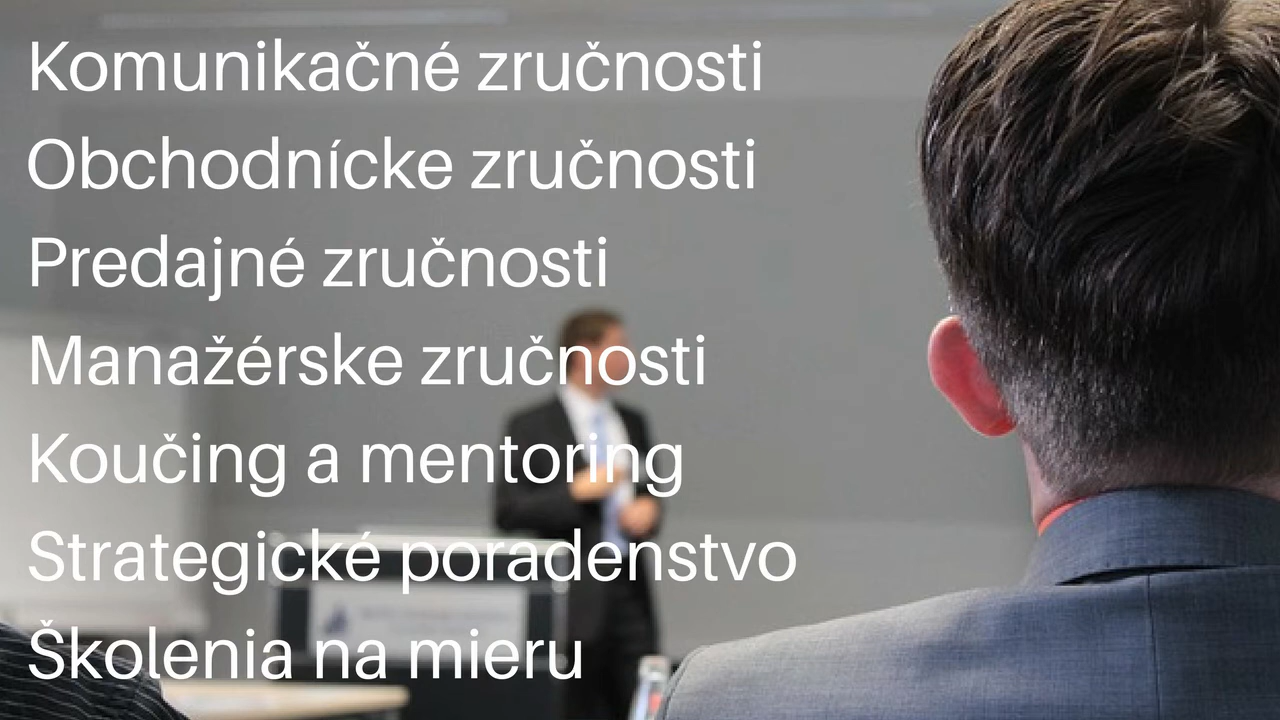 Komunikačné zručnosti
Obchodnícke zručnosti
Predajné zručnosti
Manažérske zručnosti
Koučing a mentoring
Strategické poradenstvo
Školenia na mieru